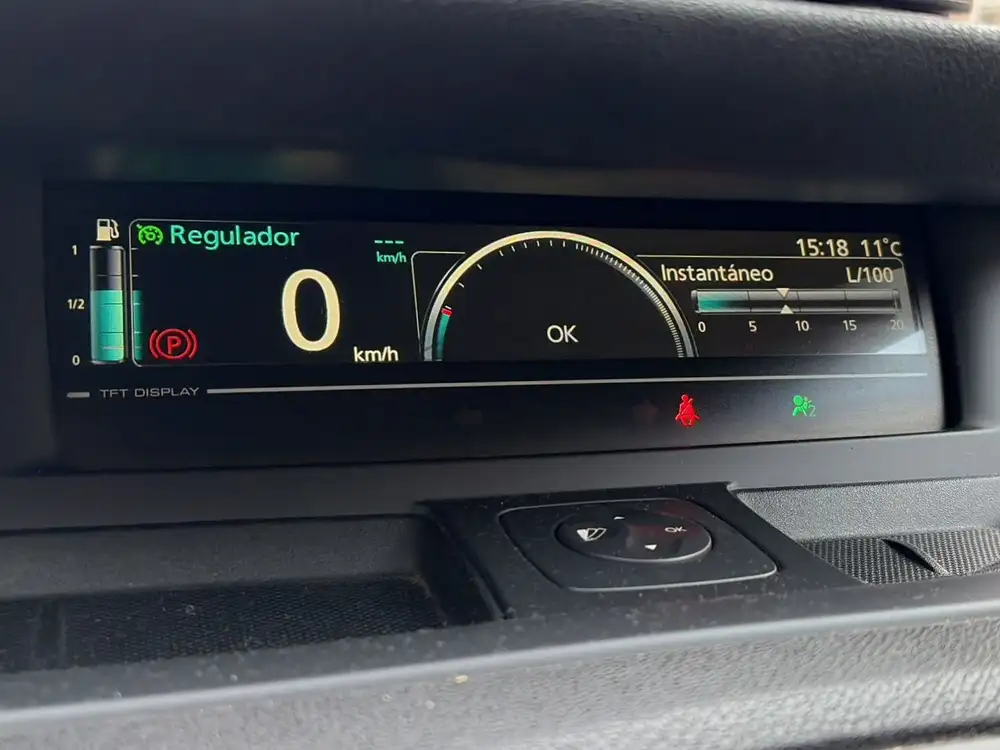 1
1/2
0
Regulador
---
km/h
0
km/h
P
OK
15:18 11°C
Instantáneo L/100
0 5 10 15 20
TFT DISPLAY
2
OK